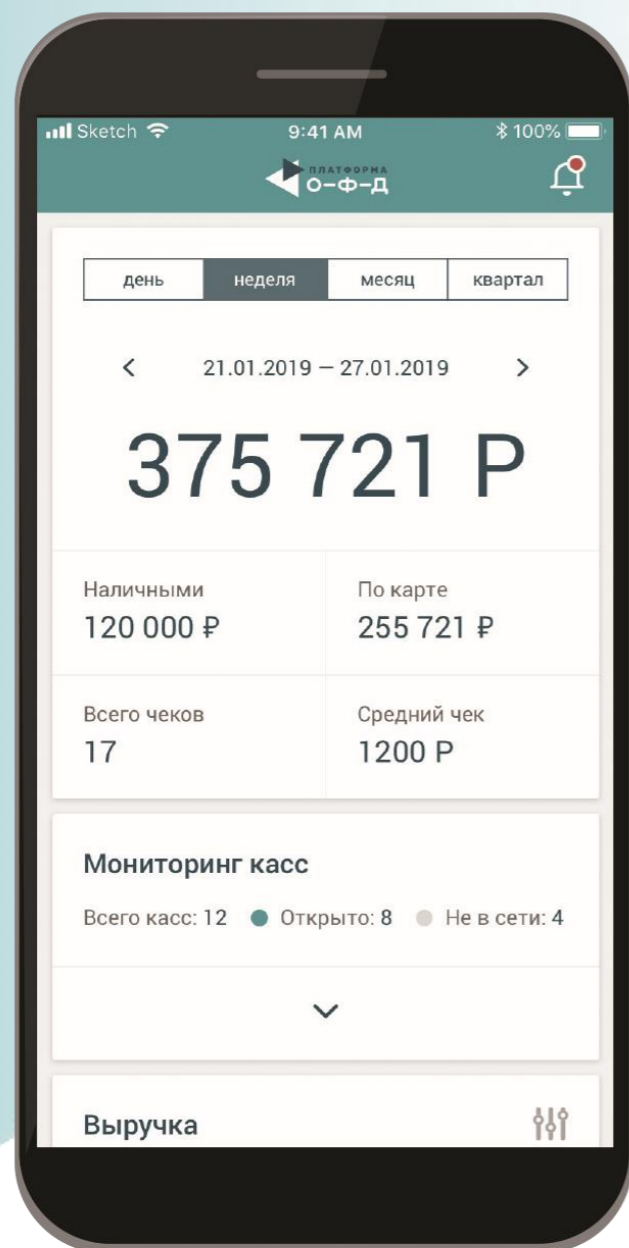 Sketch 9:41 AM 100%
ПЛАТФОРМА
О-Ф-Д
день неделя месяц квартал
< 21.01.2019 – 27.01.2019 >
375 721 Р
Наличными По карте
120 000 ₽ 255 721 ₽
Всего чеков Средний чек
17 1200 Р
Мониторинг касс
Всего касс: 12 Открыто: 8 Не в сети: 4
Выручка